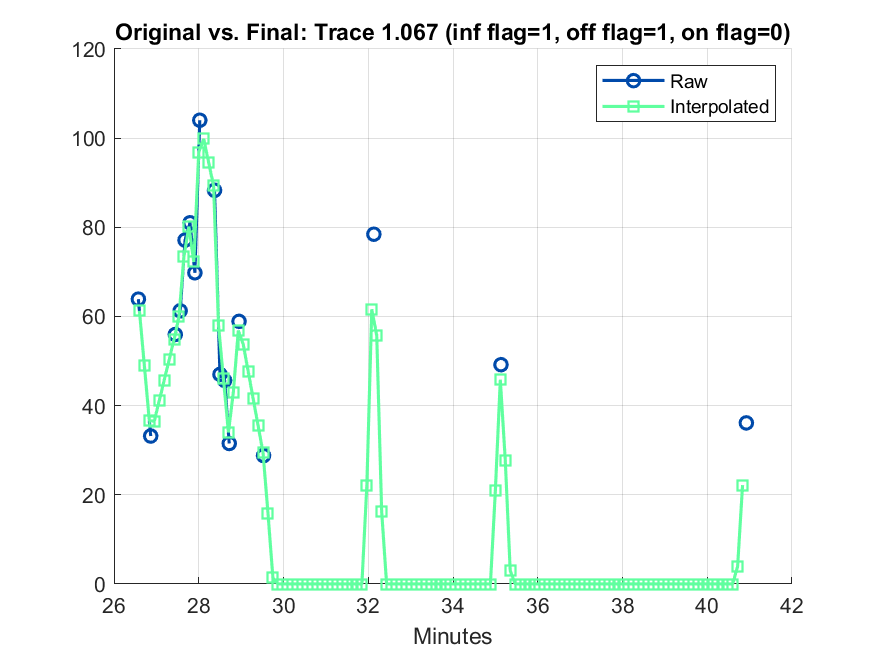 Original vs. Final: Trace 1.067 (inf flag=1, off flag=1, on flag=0)
120
100
80
60
40
20
0
Raw
Interpolated
26 28 30 32 34 36 38 40 42
Minutes